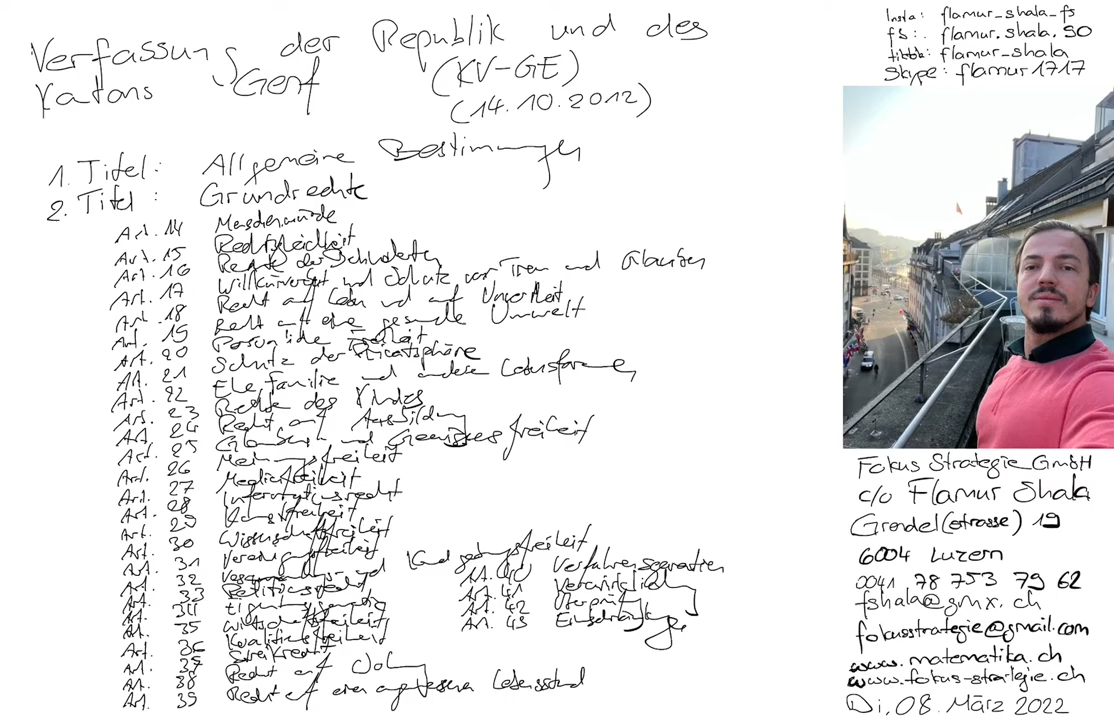 Verfassung der Republik und des
Katons Genf (KV-GE)
(14.10.2012)
1. Titel: Allgemeine Bestimmungen
2. Titel: Grundrechte
Art. 14 Menschenwürde
Art. 15 Rechtsgleichheit
Art. 16 Rechte der Behinderten
Art. 17 Willkürverbot und Schutz von Treu und Glauben
Art. 18 Recht auf Leben und auf Unversehrtheit
Art. 19 Recht auf eine gesunde Umwelt
Art. 20 Persönliche Freiheit
Art. 21 Schutz der Privatsphäre
Art. 22 Ehe Familie und andere Lebensformen
Art. 23 Rechte des Kindes
Art. 24 Recht auf Ausbildung
Art. 25 Glaubens- und Gewissensfreiheit
Art. 26 Meinungsfreiheit
Art. 27 Medienfreiheit
Art. 28 Informationsrecht
Art. 29 Kunstfreiheit
Art. 30 Wissenschaftsfreiheit
Art. 31 Vereinigungsfreiheit
Art. 32 Versammlungs- und Kundgebungsfreiheit
Art. 33 Petitionsrecht
Art. 34 Eigentumsgarantie
Art. 35 Wirtschaftsfreiheit
Art. 36 Koalitionsfreiheit
Art. 37 Streikrecht
Art. 38 Recht auf Wohnung
Art. 39 Recht auf einen angemessenen Lebensstandard
Art. 40 Verfahrensgarantien
Art. 41 Verwirklichung
Art. 42
Art. 43 Einschränkungen
Insta: flamur_shala_fs
fs: flamur.shala.50
tiktok: flamur_shala
Skype: flamur1717
Fokus Strategie GmbH
c/o Flamur Shala
Grendel(strasse) 19
6004 Luzern
0041 78 753 79 62
fshala@gmx.ch
fokusstrategie@gmail.com
www.matematika.ch
www.fokus-strategie.ch
Di, 08. März 2022